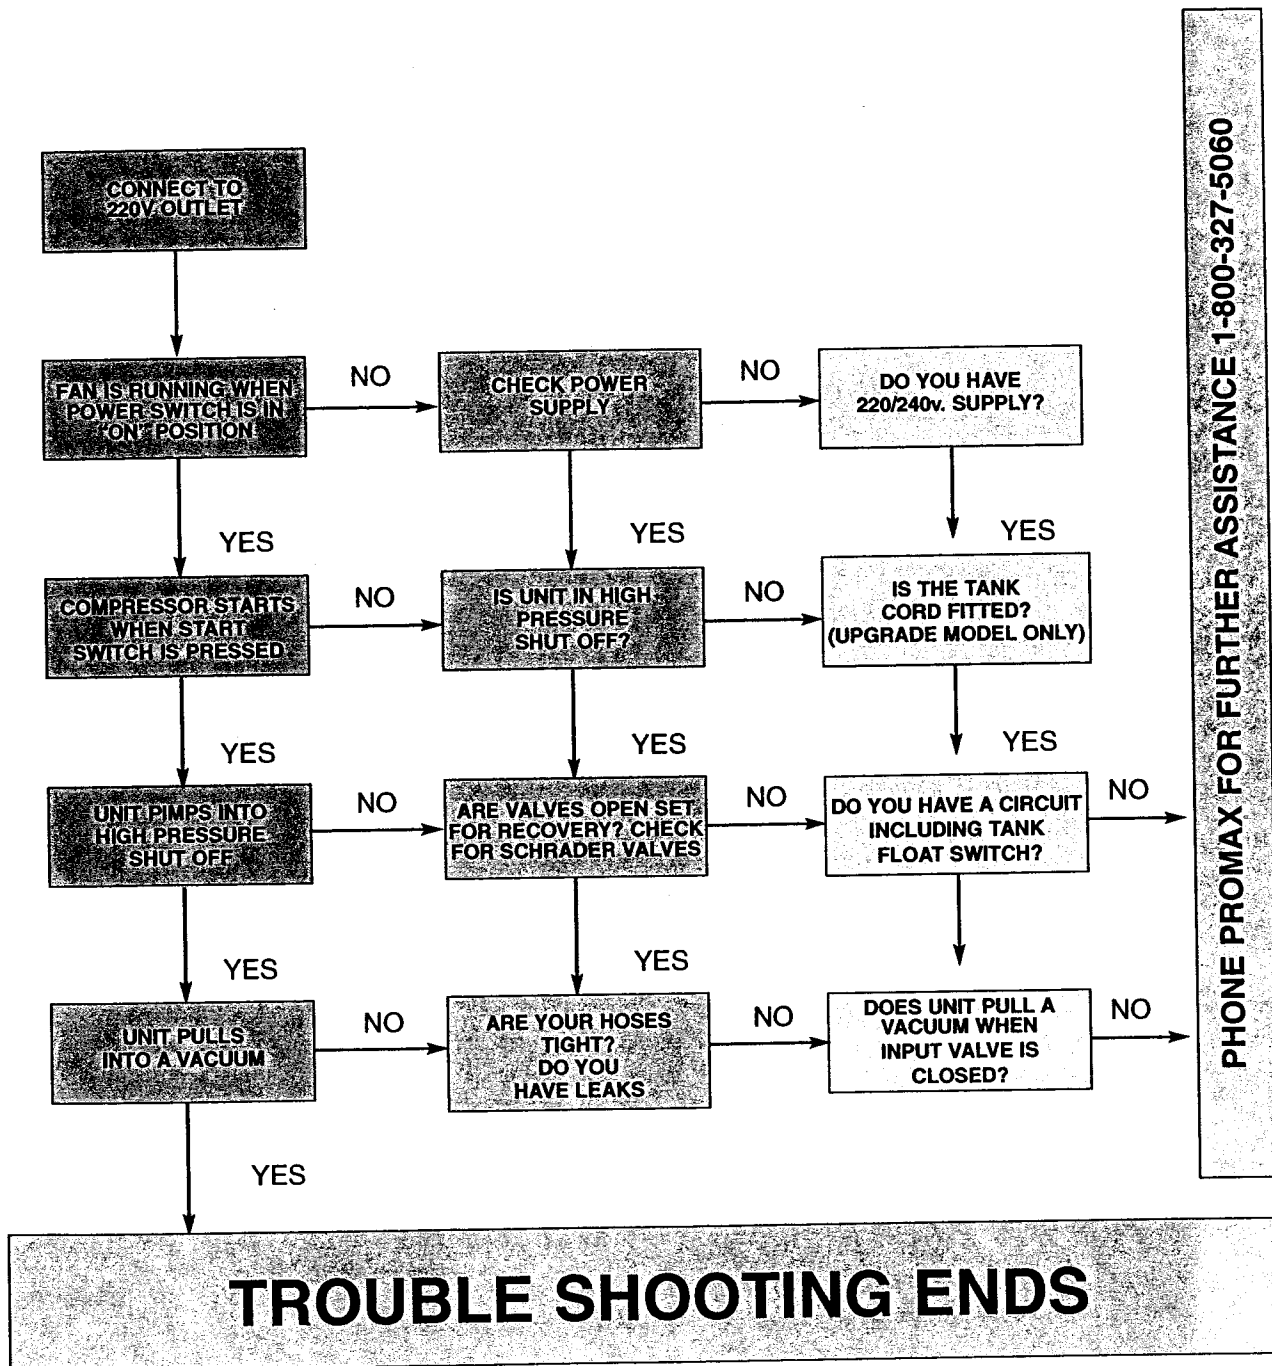 CONNECT TO
220V OUTLET
FAN IS RUNNING WHEN
POWER SWITCH IS IN
"ON" POSITION
NO
CHECK POWER
SUPPLY
NO
DO YOU HAVE
220/240v. SUPPLY?
YES
YES
YES
COMPRESSOR STARTS
WHEN START
SWITCH IS PRESSED
NO
IS UNIT IN HIGH
PRESSURE
SHUT OFF?
NO
IS THE TANK
CORD FITTED?
(UPGRADE MODEL ONLY)
YES
YES
YES
UNIT PIMPS INTO
HIGH PRESSURE
SHUT OFF
NO
ARE VALVES OPEN SET
FOR RECOVERY? CHECK
FOR SCHRADER VALVES
NO
DO YOU HAVE A CIRCUIT
INCLUDING TANK
FLOAT SWITCH?
NO
YES
YES
UNIT PULLS
INTO A VACUUM
NO
ARE YOUR HOSES
TIGHT?
DO YOU
HAVE LEAKS
NO
DOES UNIT PULL A
VACUUM WHEN
INPUT VALVE IS
CLOSED?
NO
YES
PHONE PROMAX FOR FURTHER ASSISTANCE 1-800-327-5060
TROUBLE SHOOTING ENDS